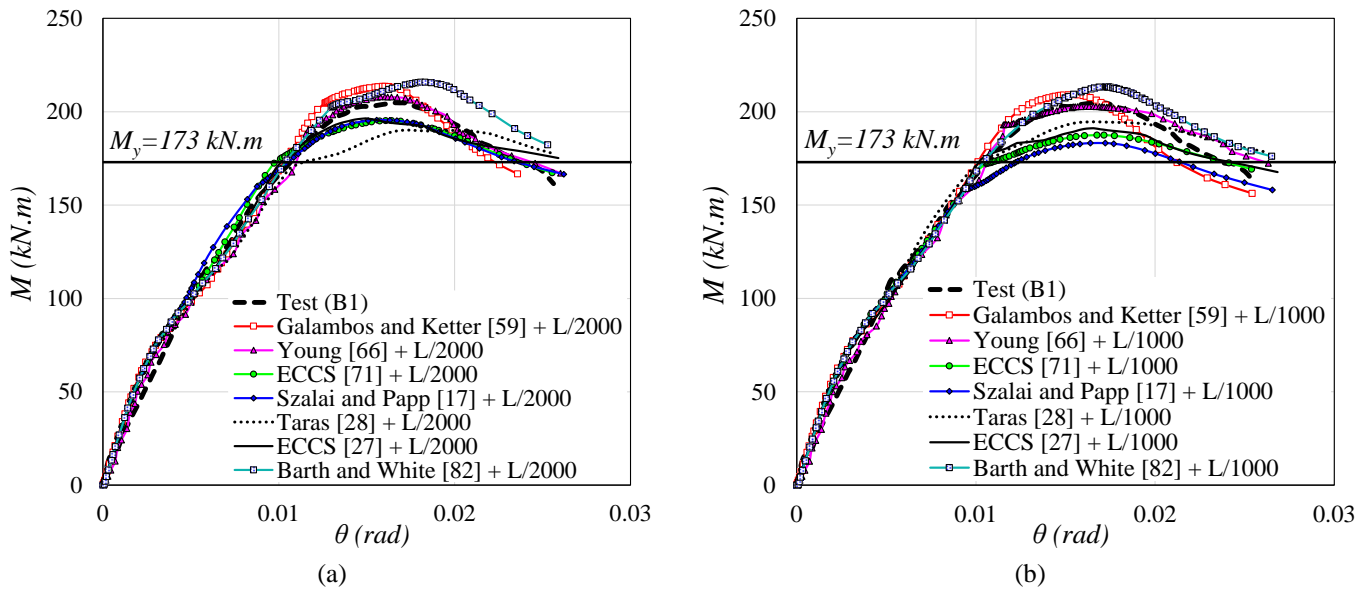 250
200
150
100
50
0
M (kN.m)
My=173 kN.m
Test (B1)
Galambos and Ketter [59] + L/2000
Young [66] + L/2000
ECCS [71] + L/2000
Szalai and Papp [17] + L/2000
Taras [28] + L/2000
ECCS [27] + L/2000
Barth and White [82] + L/2000
0 0.01 0.02 0.03
θ (rad)
(a)
250
200
150
100
50
0
M (kN.m)
My=173 kN.m
Test (B1)
Galambos and Ketter [59] + L/1000
Young [66] + L/1000
ECCS [71] + L/1000
Szalai and Papp [17] + L/1000
Taras [28] + L/1000
ECCS [27] + L/1000
Barth and White [82] + L/1000
0 0.01 0.02 0.03
θ (rad)
(b)